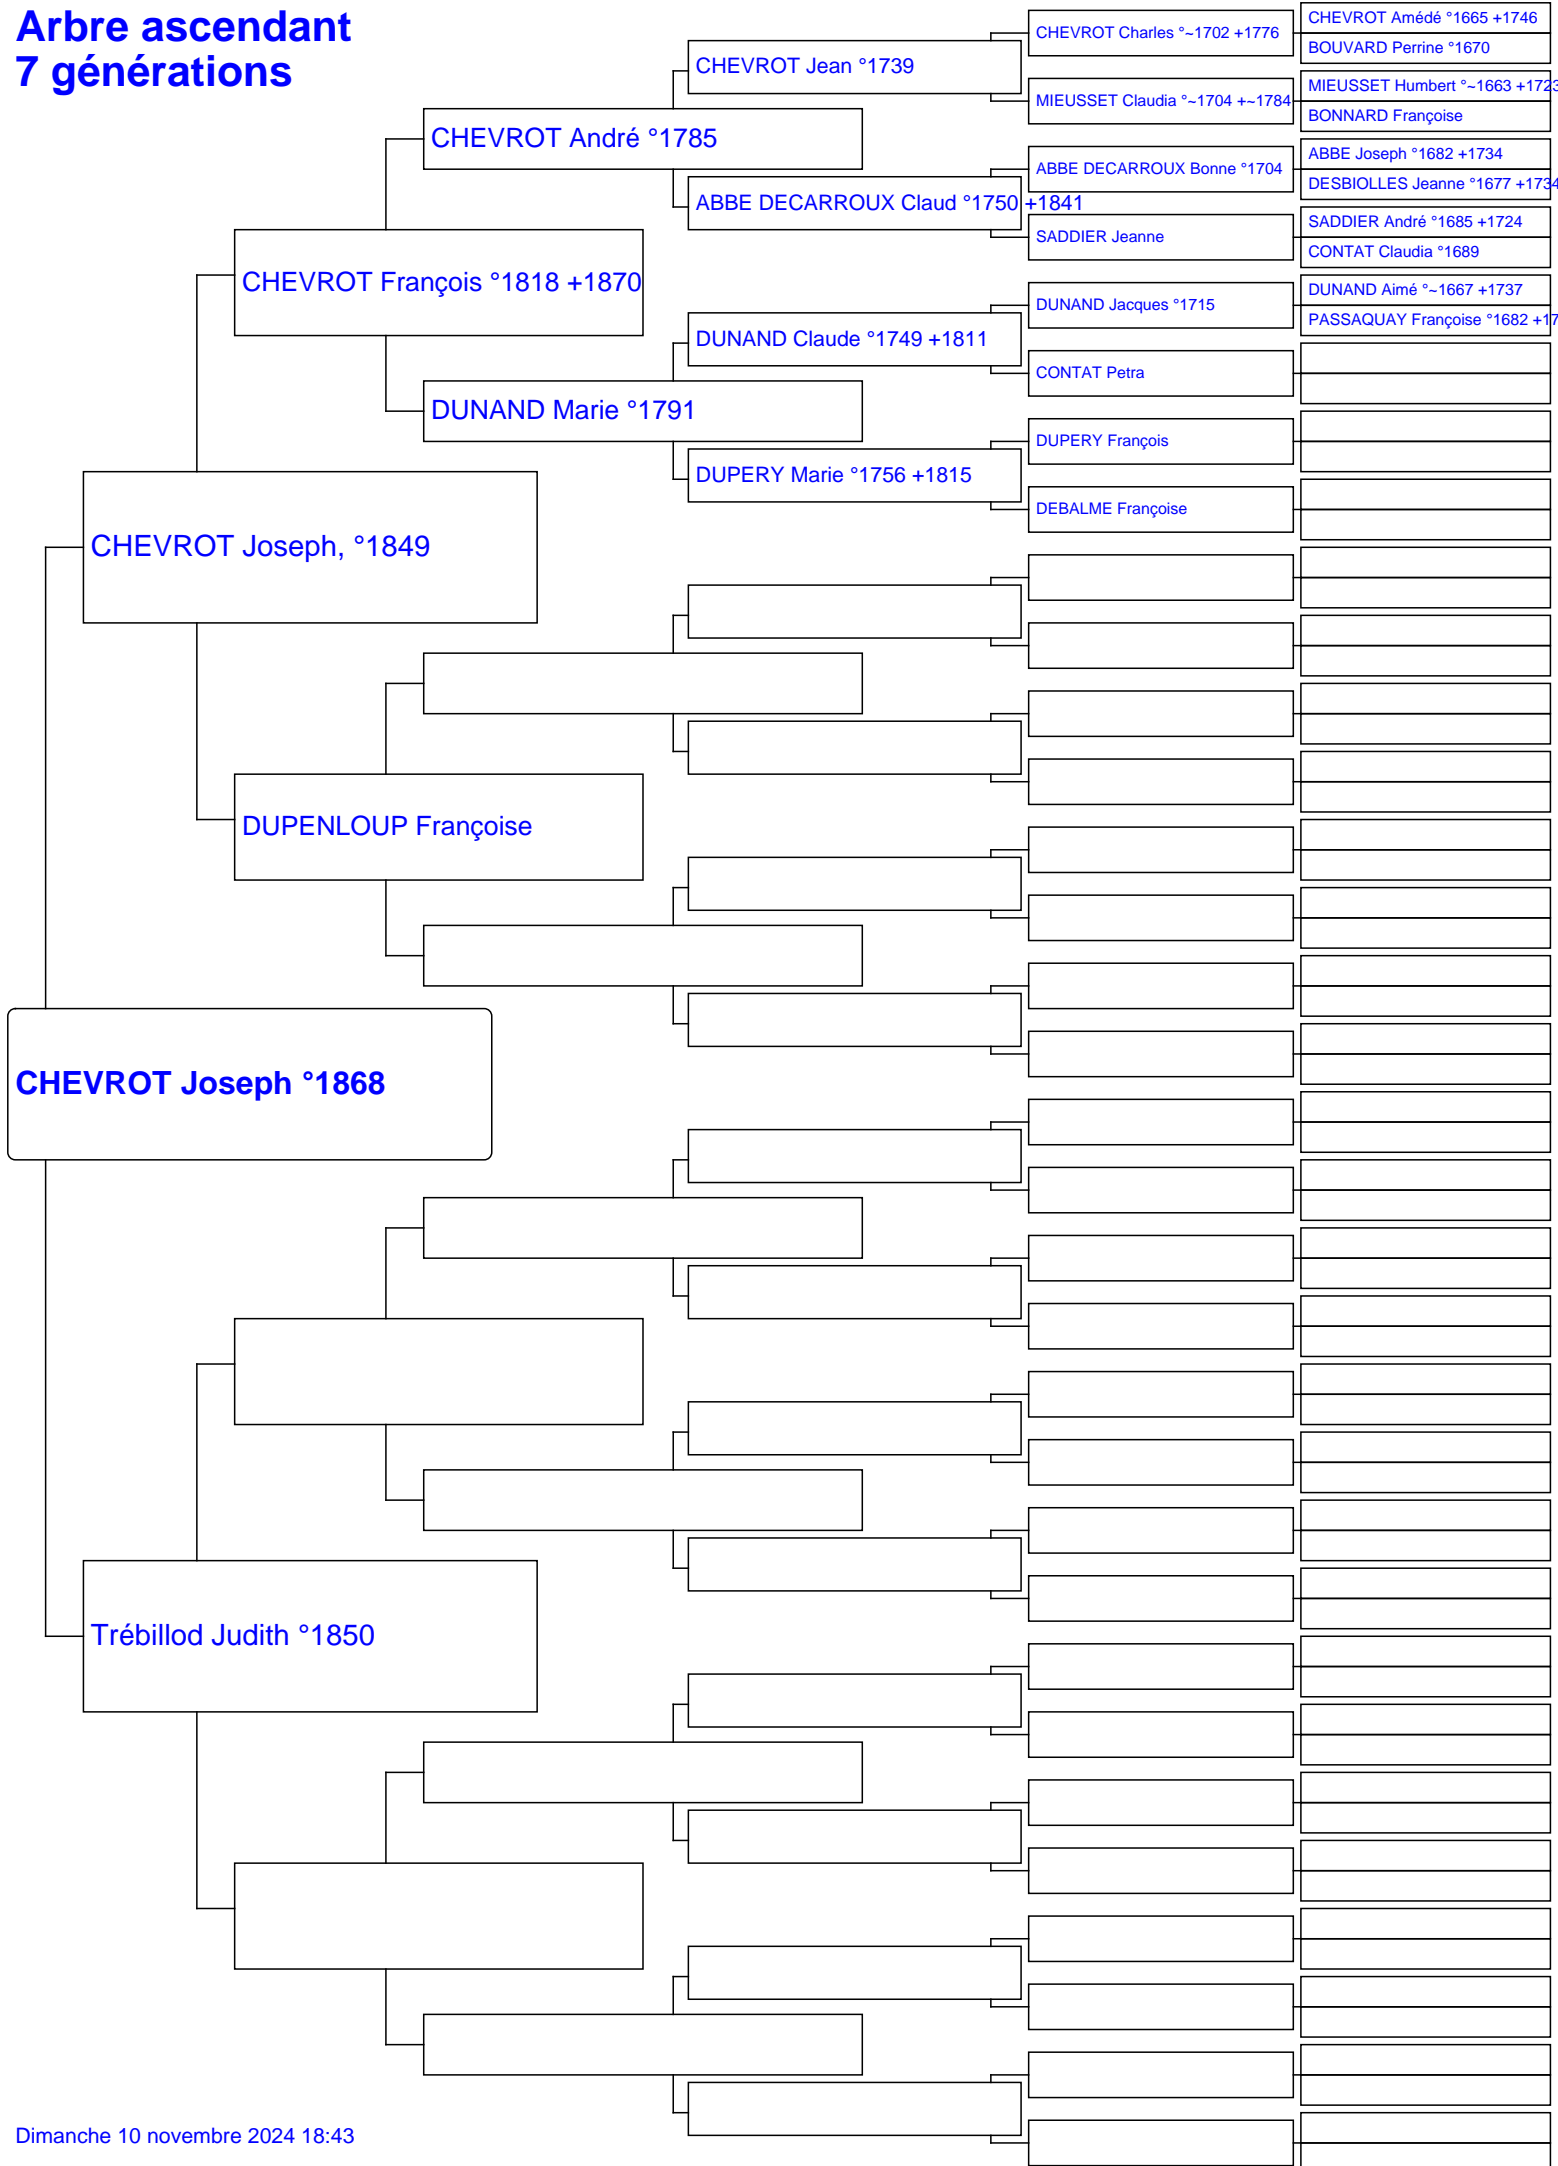 Arbre ascendant
7 générations
CHEVROT Joseph °1868
CHEVROT Joseph, °1849
Trébillod Judith °1850
CHEVROT François °1818 +1870
DUPENLOUP Françoise
CHEVROT André °1785
DUNAND Marie °1791
CHEVROT Jean °1739
ABBE DECARROUX Claud °1750 +1841
DUNAND Claude °1749 +1811
DUPERY Marie °1756 +1815
CHEVROT Charles °~1702 +1776
MIEUSSET Claudia °~1704 +~1784
ABBE DECARROUX Bonne °1704
SADDIER Jeanne
DUNAND Jacques °1715
CONTAT Petra
DUPERY François
DEBALME Françoise
CHEVROT Amédé °1665 +1746
BOUVARD Perrine °1670
MIEUSSET Humbert °~1663 +1723
BONNARD Françoise
ABBE Joseph °1682 +1734
DESBIOLLES Jeanne °1677 +1734
SADDIER André °1685 +1724
CONTAT Claudia °1689
DUNAND Aimé °~1667 +1737
PASSAQUAY Françoise °1682 +17
Dimanche 10 novembre 2024 18:43